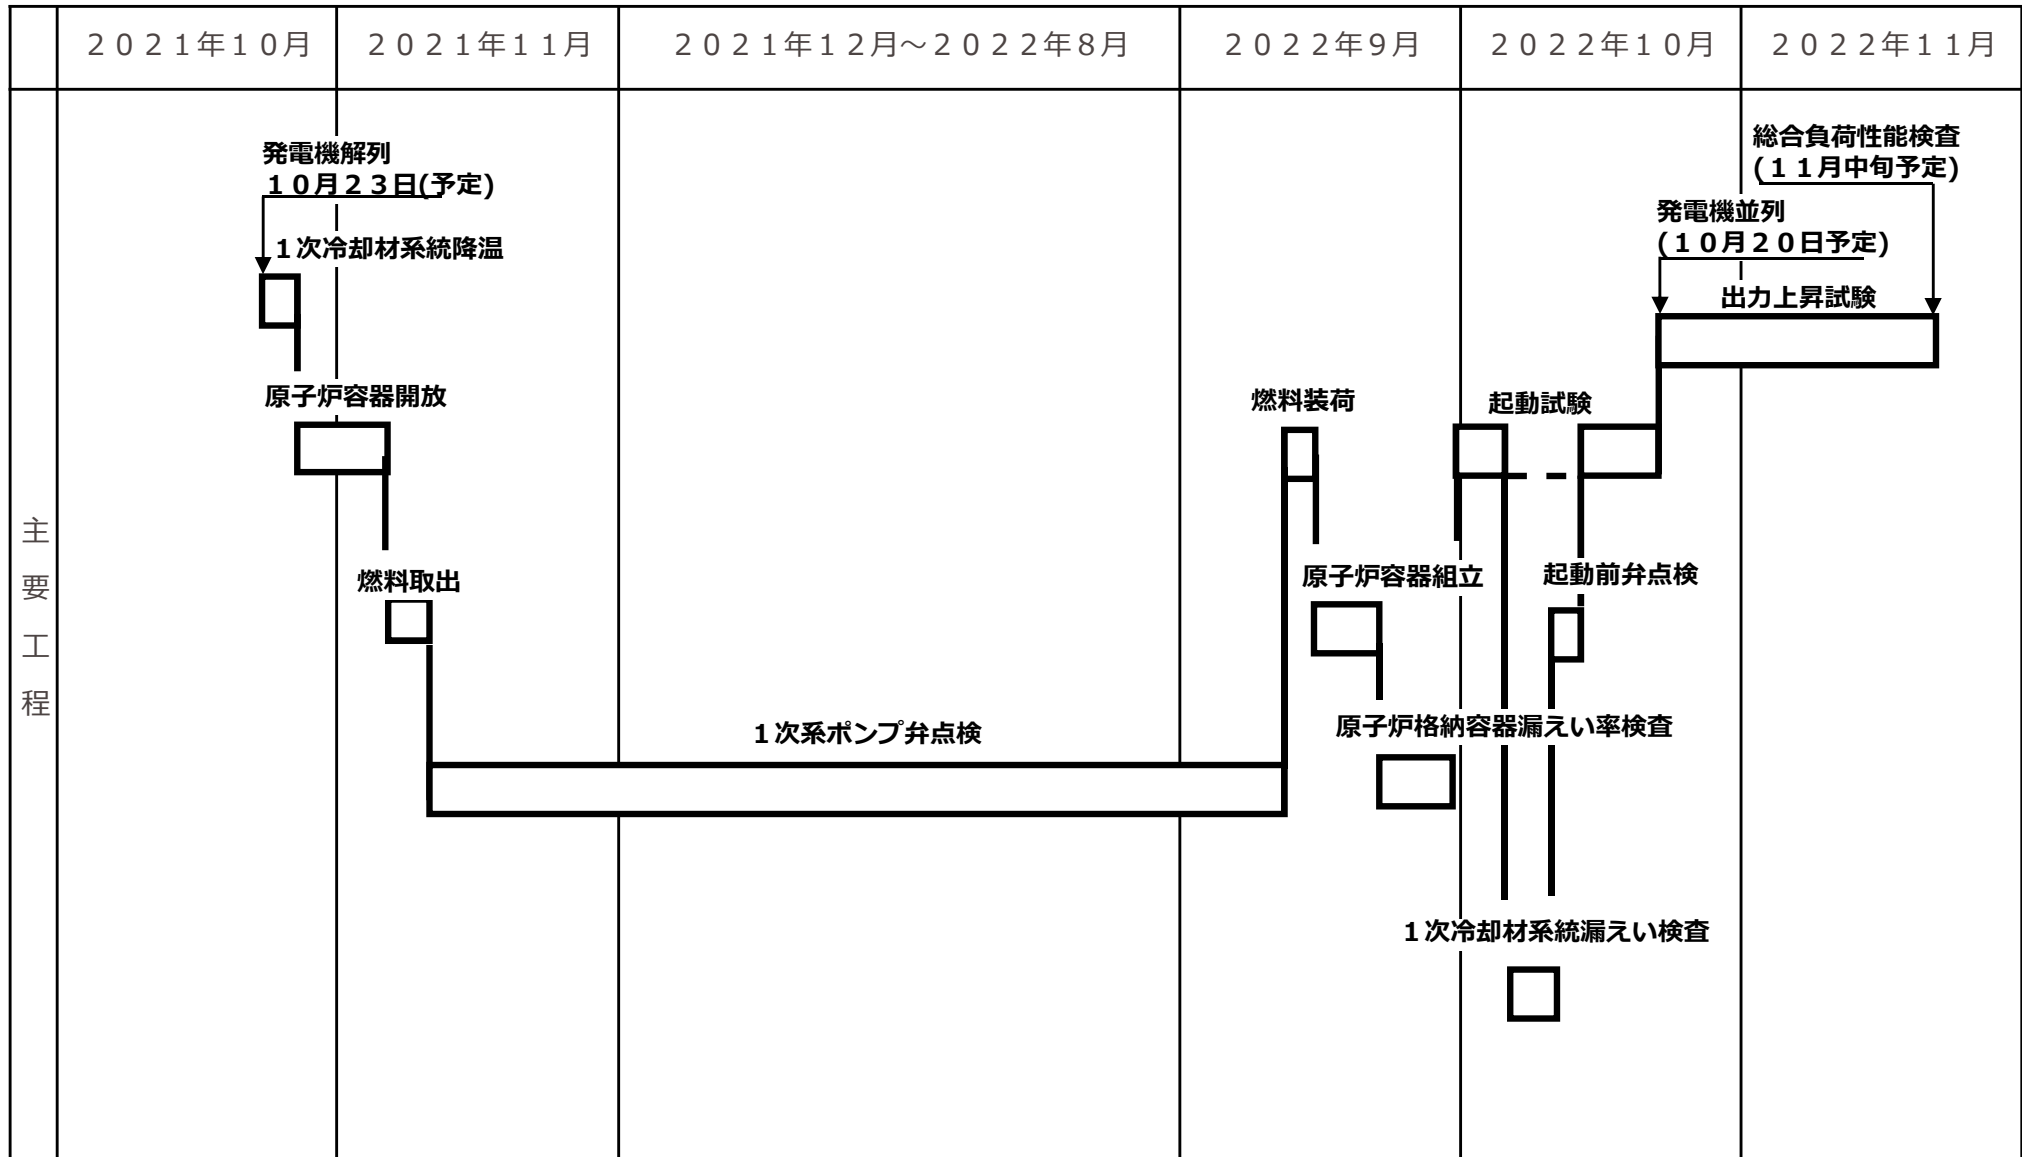 ２０２１年１０月
２０２１年１１月
２０２１年１２月～２０２２年８月
２０２２年９月
２０２２年１０月
２０２２年１１月
主要工程
発電機解列
１０月２３日(予定)
１次冷却材系統降温
原子炉容器開放
燃料取出
１次系ポンプ弁点検
燃料装荷
原子炉容器組立
原子炉格納容器漏えい率検査
起動試験
１次冷却材系統漏えい検査
起動前弁点検
発電機並列
(１０月２０日予定)
出力上昇試験
総合負荷性能検査
(１１月中旬予定)